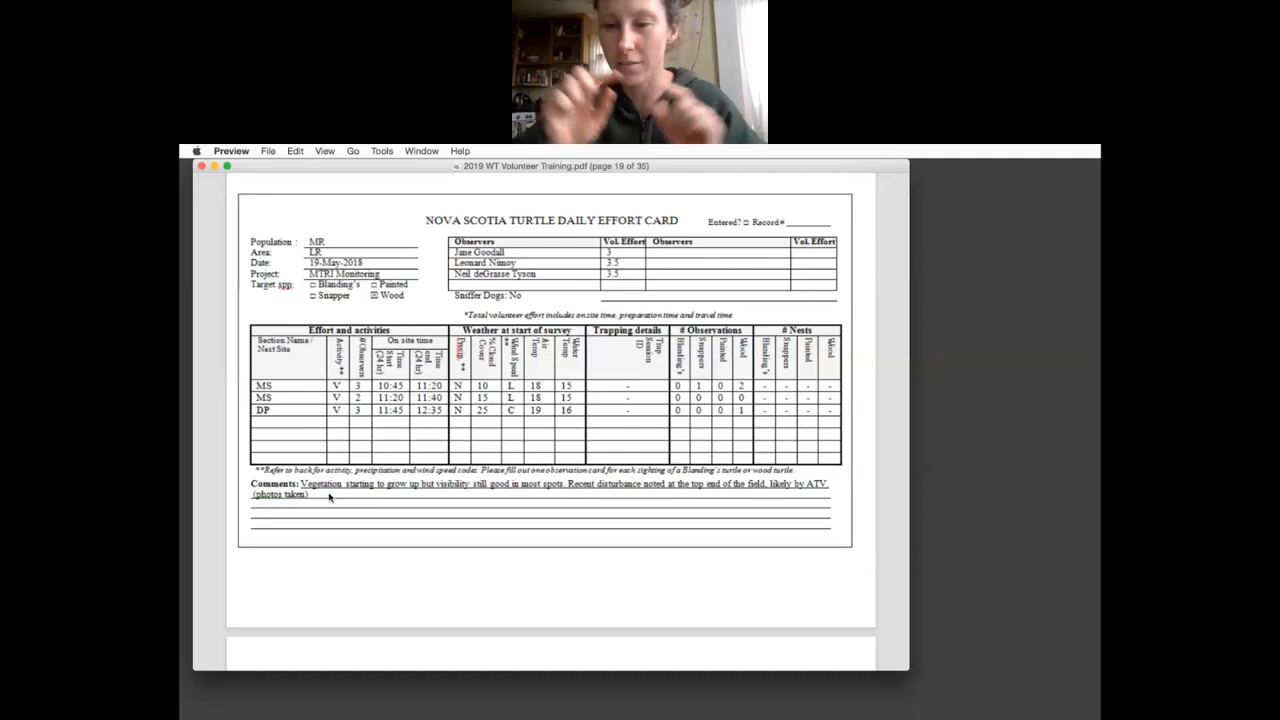 Preview File Edit View Go Tools Window Help
2019 WT Volunteer Training.pdf (page 19 of 35)
NOVA SCOTIA TURTLE DAILY EFFORT CARD Entered? □ Record#
Population : MR
Area: LR
Date: 19-May-2018
Project: MTRI Monitoring
Target spp: □ Blanding's □ Painted
□ Snapper ☒ Wood
Observers Vol. Effort Observers Vol. Effort
Jane Goodall 3
Leonard Nimoy 3.5
Neil deGrasse Tyson 3.5
Sniffer Dogs: No
*Total volunteer effort includes on site time, preparation time and travel time
Effort and activities Weather at start of survey Trapping details # Observations # Nests
Section Name / Nest Site Activity ** # Observers On site time Time Start (24 hr) Time end (24 hr) Precip. ** % Cloud Cover Wind Speed ** Air Temp Water Temp Trap Session ID Blanding's Snappers Painted Wood Blanding's Snappers Painted Wood
MS V 3 10:45 11:20 N 10 L 18 15 - 0 1 0 2 - - - -
MS V 2 11:20 11:40 N 15 L 18 15 - 0 0 0 0 - - - -
DP V 3 11:45 12:35 N 25 C 19 16 - 0 0 0 1 - - - -
**Refer to back for activity, precipitation and wind speed codes. Please fill out one observation card for each sighting of a Blanding's turtle or wood turtle.
Comments: Vegetation starting to grow up but visibility still good in most spots. Recent disturbance noted at the top end of the field, likely by ATV.
(photos taken)